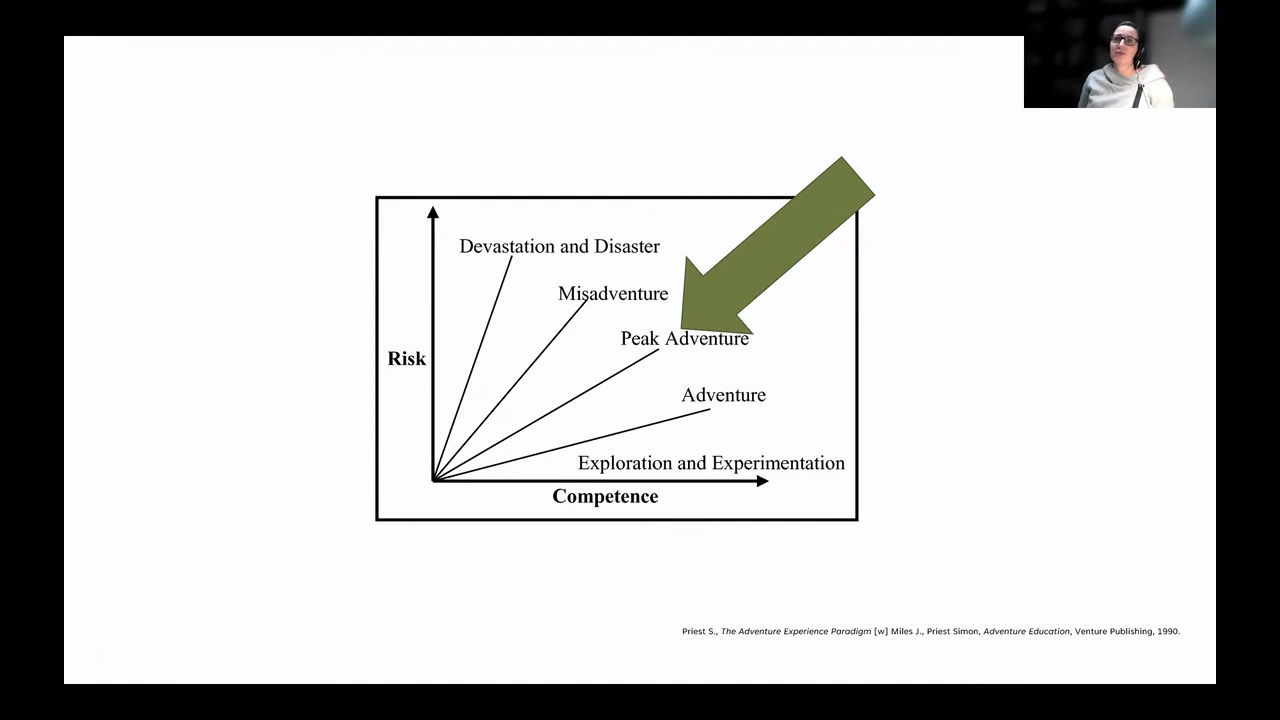 Devastation and Disaster
Misadventure
Peak Adventure
Risk
Adventure
Exploration and Experimentation
Competence
Priest S., The Adventure Experience Paradigm [w] Miles J., Priest Simon, Adventure Education, Venture Publishing, 1990.